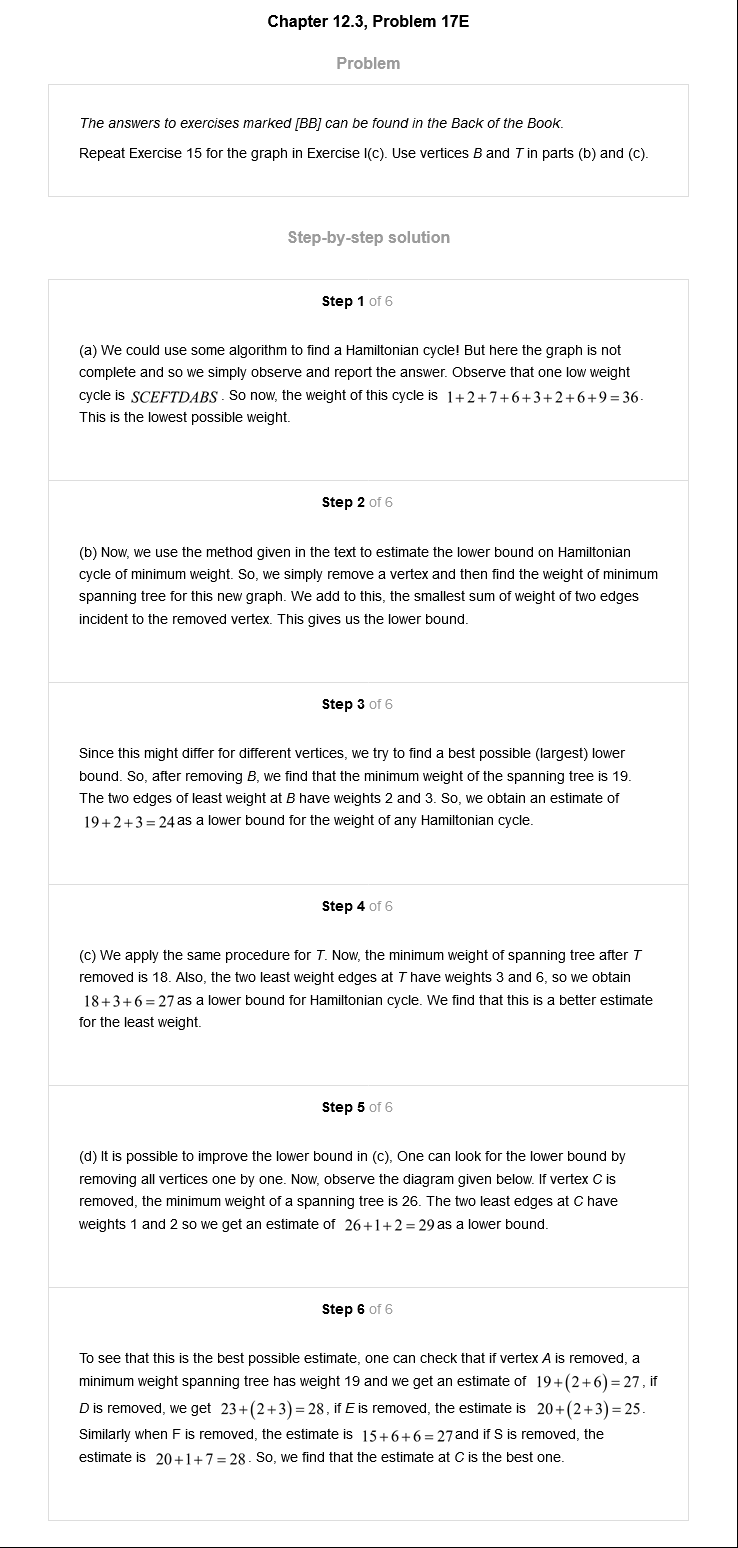 Chapter 12.3, Problem 17E
Problem
The answers to exercises marked [BB] can be found in the Back of the Book.
Repeat Exercise 15 for the graph in Exercise l(c). Use vertices B and T in parts (b) and (c).
Step-by-step solution
Step 1 of 6
(a) We could use some algorithm to find a Hamiltonian cycle! But here the graph is not
complete and so we simply observe and report the answer. Observe that one low weight
cycle is SCEFTDABS. So now, the weight of this cycle is 1+2+7+6+3+2+6+9=36.
This is the lowest possible weight.
Step 2 of 6
(b) Now, we use the method given in the text to estimate the lower bound on Hamiltonian
cycle of minimum weight. So, we simply remove a vertex and then find the weight of minimum
spanning tree for this new graph. We add to this, the smallest sum of weight of two edges
incident to the removed vertex. This gives us the lower bound.
Step 3 of 6
Since this might differ for different vertices, we try to find a best possible (largest) lower
bound. So, after removing B, we find that the minimum weight of the spanning tree is 19.
The two edges of least weight at B have weights 2 and 3. So, we obtain an estimate of
19+2+3=24 as a lower bound for the weight of any Hamiltonian cycle.
Step 4 of 6
(c) We apply the same procedure for T. Now, the minimum weight of spanning tree after T
removed is 18. Also, the two least weight edges at T have weights 3 and 6, so we obtain
18+3+6=27 as a lower bound for Hamiltonian cycle. We find that this is a better estimate
for the least weight.
Step 5 of 6
(d) It is possible to improve the lower bound in (c), One can look for the lower bound by
removing all vertices one by one. Now, observe the diagram given below. If vertex C is
removed, the minimum weight of a spanning tree is 26. The two least edges at C have
weights 1 and 2 so we get an estimate of 26+1+2=29 as a lower bound.
Step 6 of 6
To see that this is the best possible estimate, one can check that if vertex A is removed, a
minimum weight spanning tree has weight 19 and we get an estimate of 19+(2+6)=27, if
D is removed, we get 23+(2+3)=28, if E is removed, the estimate is 20+(2+3)=25.
Similarly when F is removed, the estimate is 15+6+6=27 and if S is removed, the
estimate is 20+1+7=28. So, we find that the estimate at C is the best one.